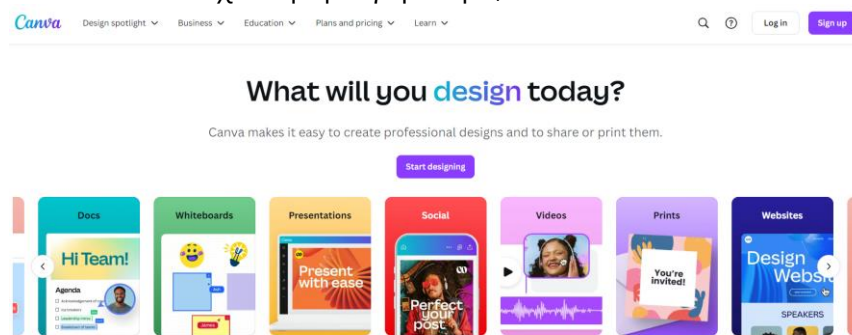 Canva Design spotlight Business Education Plans and pricing Learn Log in Sign up
What will you design today?
Canva makes it easy to create professional designs and to share or print them.
Start designing
Docs Whiteboards Presentations Social Videos Prints Websites
Hi Team!
Agenda
Present
with ease
Perfect
your
post
You're
invited!
Design
SPEAKERS